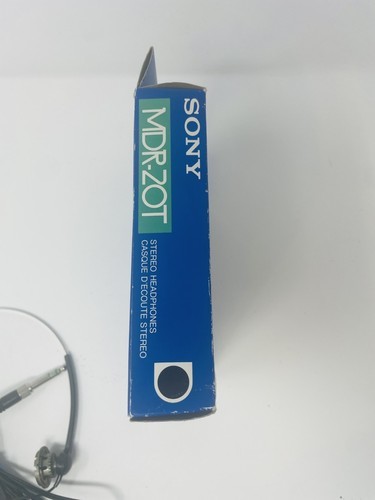 SONY
MDR-20T
STEREO HEADPHONES
CASQUE D'ECOUTE STEREO